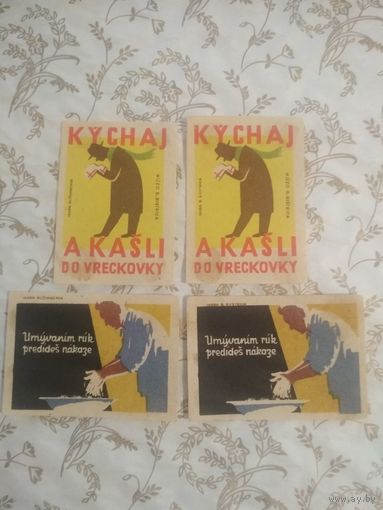 KÝCHAJ
A KAŠLI
DO VRECKOVKY
KÝCHAJ
A KAŠLI
DO VRECKOVKY
Umývaním rúk
predídeš nákaze
Umývaním rúk
predídeš nákaze
www.ay.by